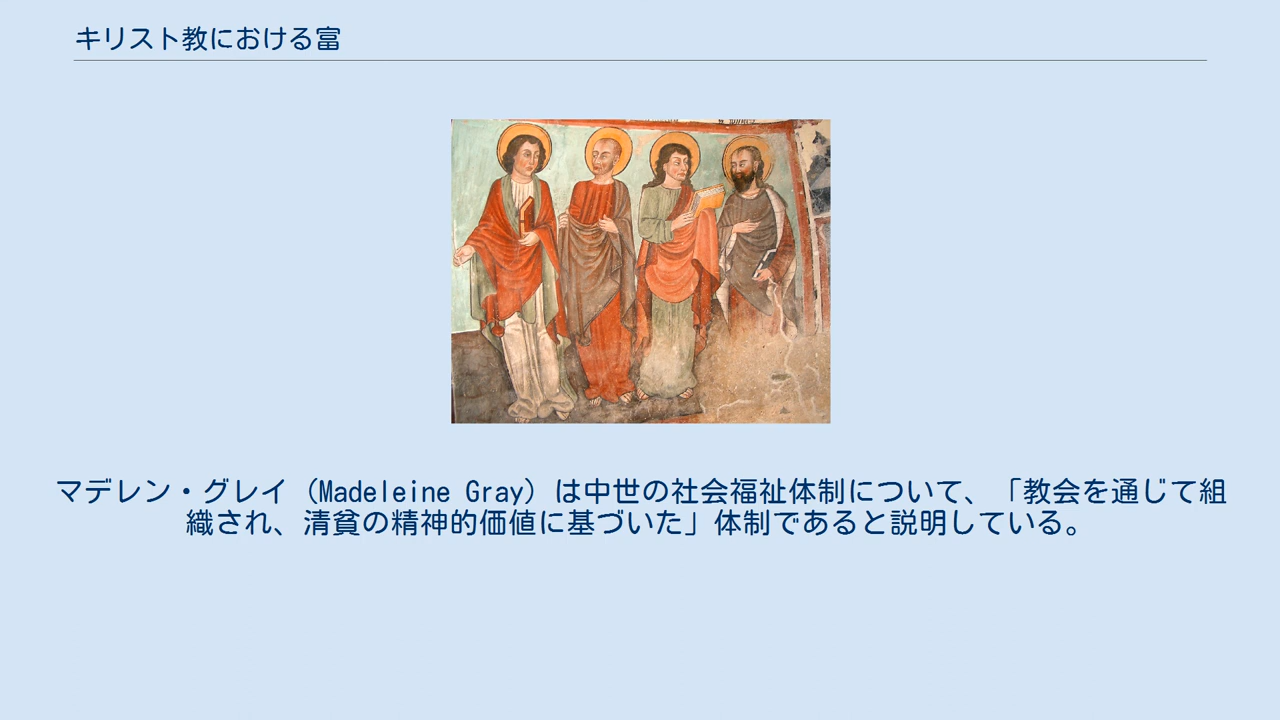 キリスト教における富
マデレン・グレイ (Madeleine Gray) は中世の社会福祉体制について、「教会を通じて組
織され、清貧の精神的価値に基づいた」体制であると説明している。